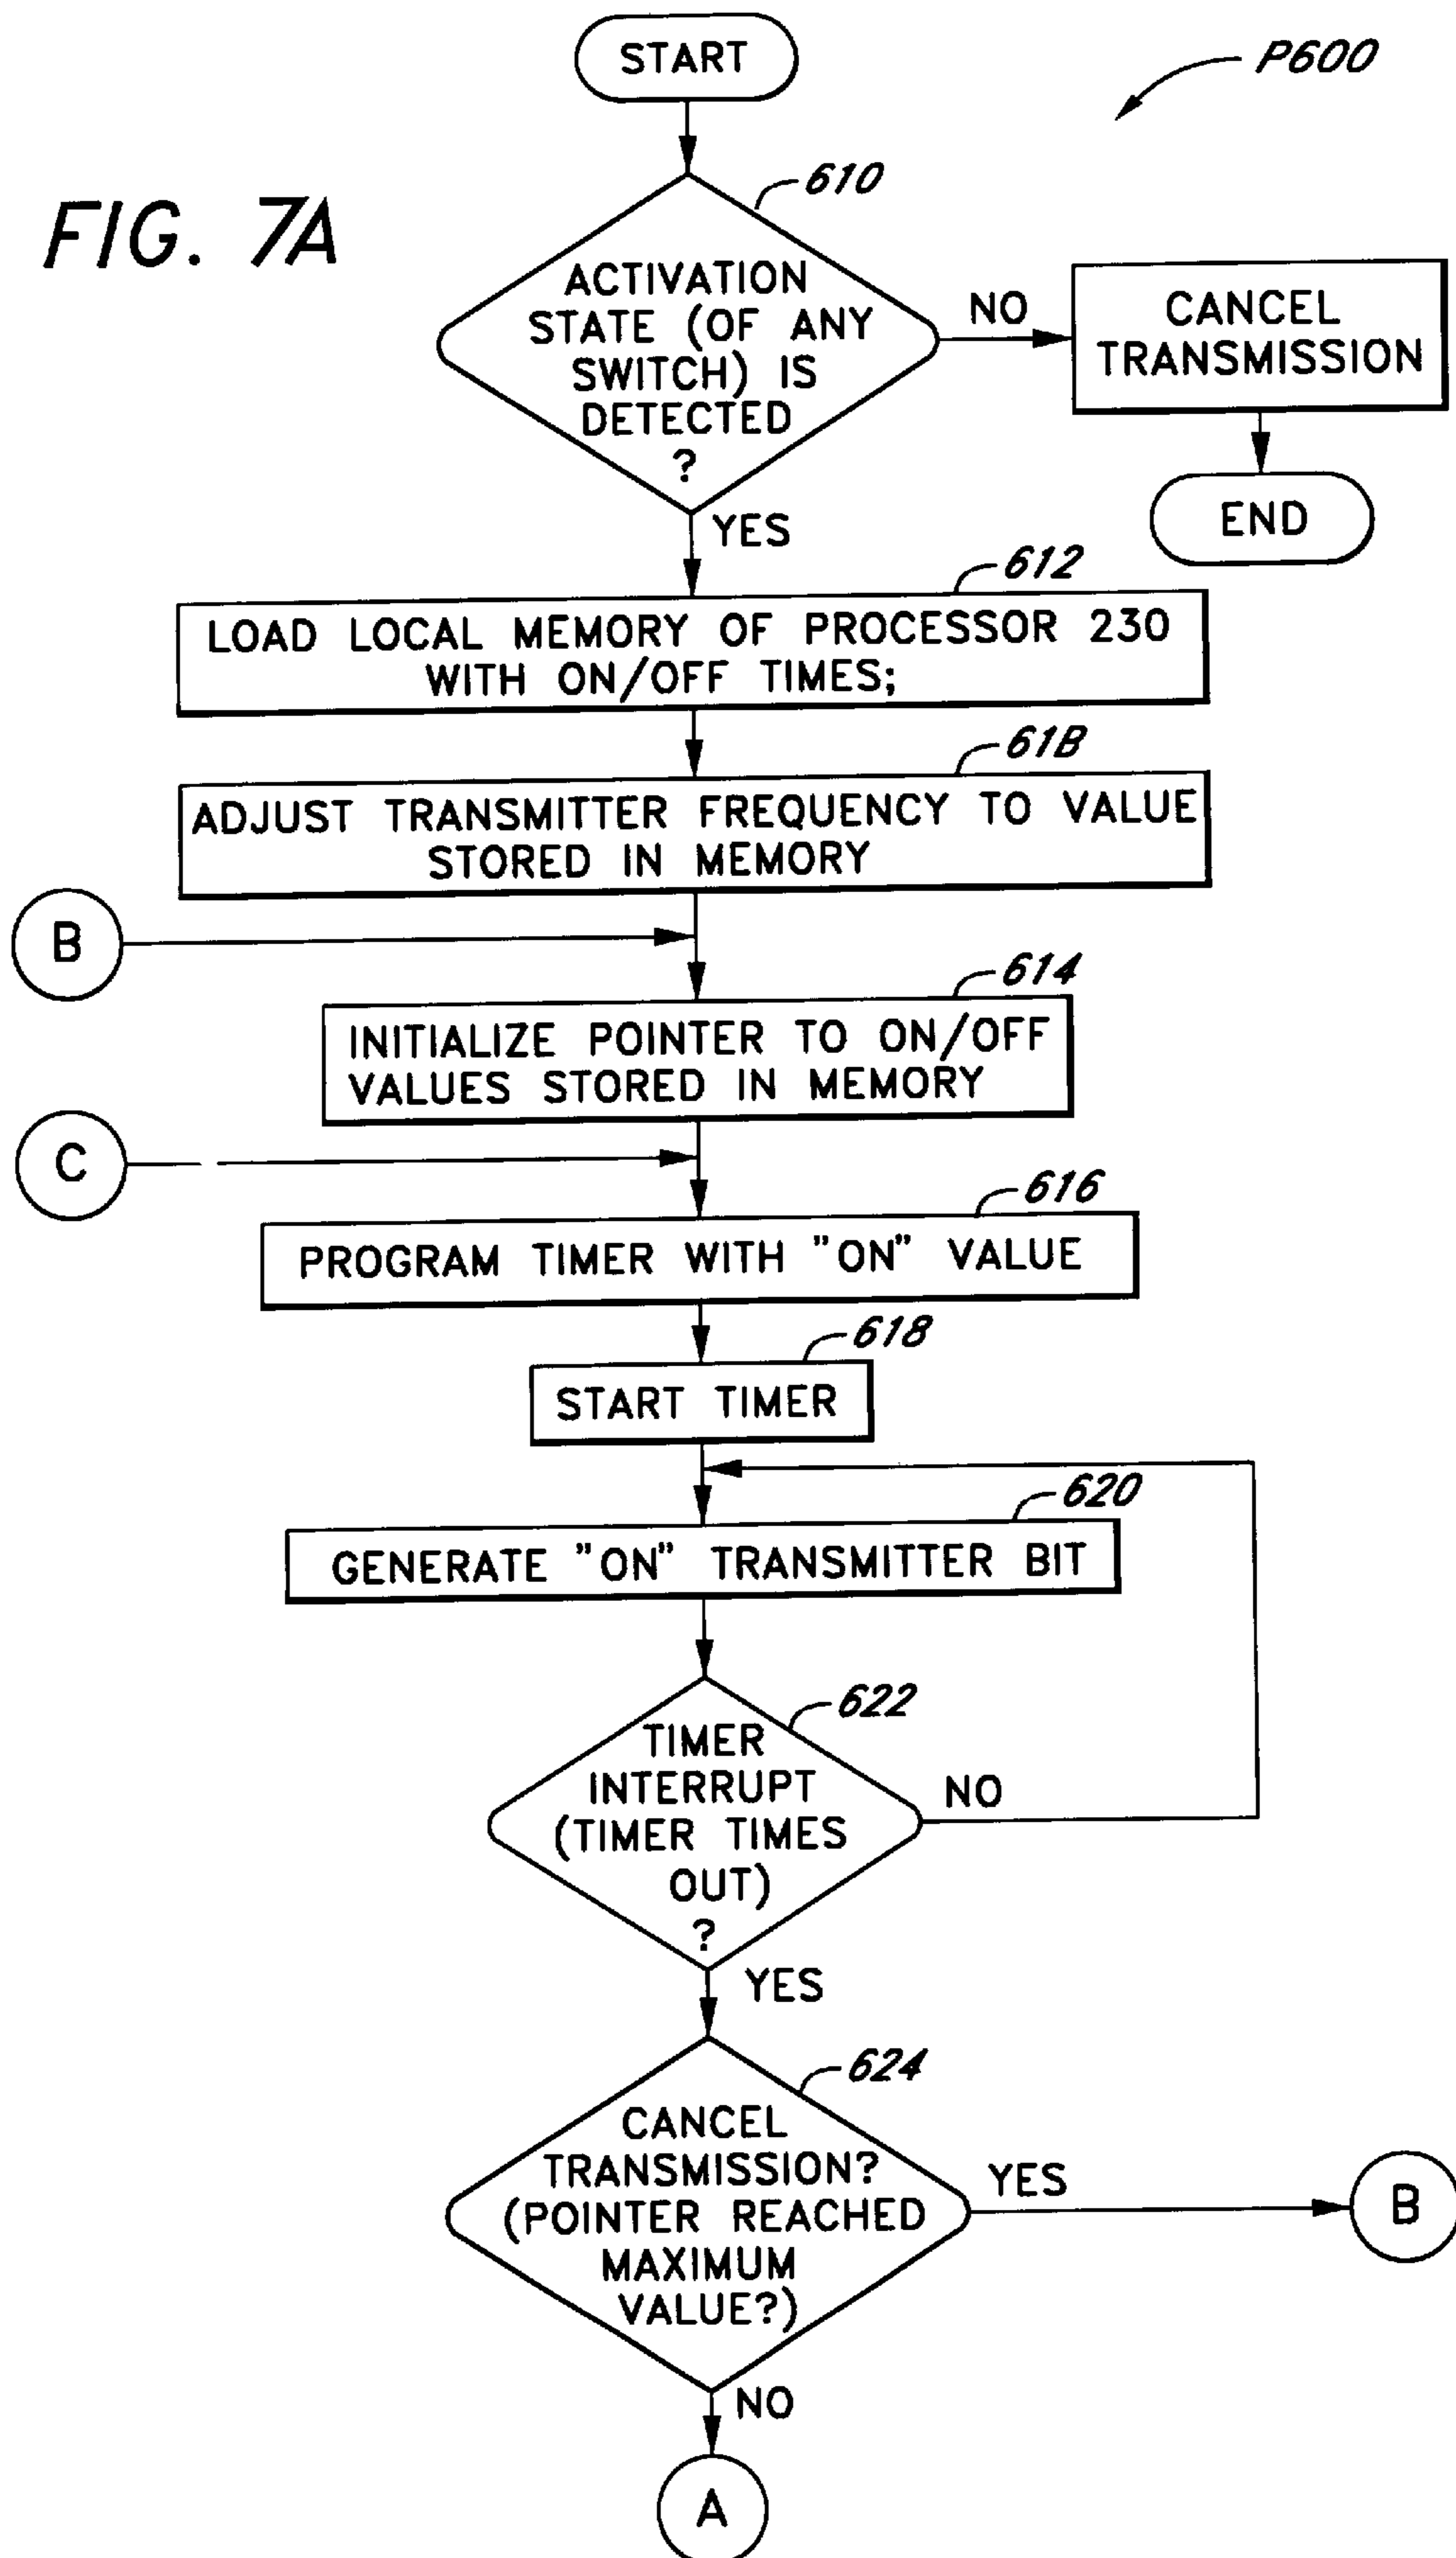 START
P600
FIG. 7A
610
ACTIVATION
STATE (OF ANY
SWITCH) IS
DETECTED
?
NO
CANCEL
TRANSMISSION
END
YES
612
LOAD LOCAL MEMORY OF PROCESSOR 230
WITH ON/OFF TIMES;
61B
ADJUST TRANSMITTER FREQUENCY TO VALUE
STORED IN MEMORY
B
614
INITIALIZE POINTER TO ON/OFF
VALUES STORED IN MEMORY
C
616
PROGRAM TIMER WITH "ON" VALUE
618
START TIMER
620
GENERATE "ON" TRANSMITTER BIT
622
TIMER
INTERRUPT
(TIMER TIMES
OUT)
?
NO
YES
624
CANCEL
TRANSMISSION?
(POINTER REACHED
MAXIMUM
VALUE?)
YES
B
NO
A